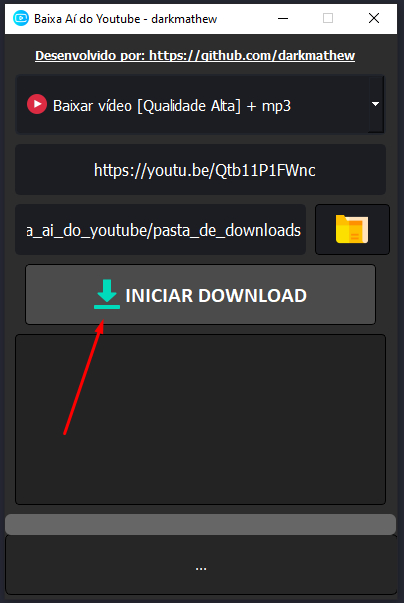 Baixa Aí do Youtube - darkmathew
Desenvolvido por: https://github.com/darkmathew
Baixar vídeo [Qualidade Alta] + mp3
https://youtu.be/Qtb11P1FWnc
a_ai_do_youtube/pasta_de_downloads
INICIAR DOWNLOAD
...